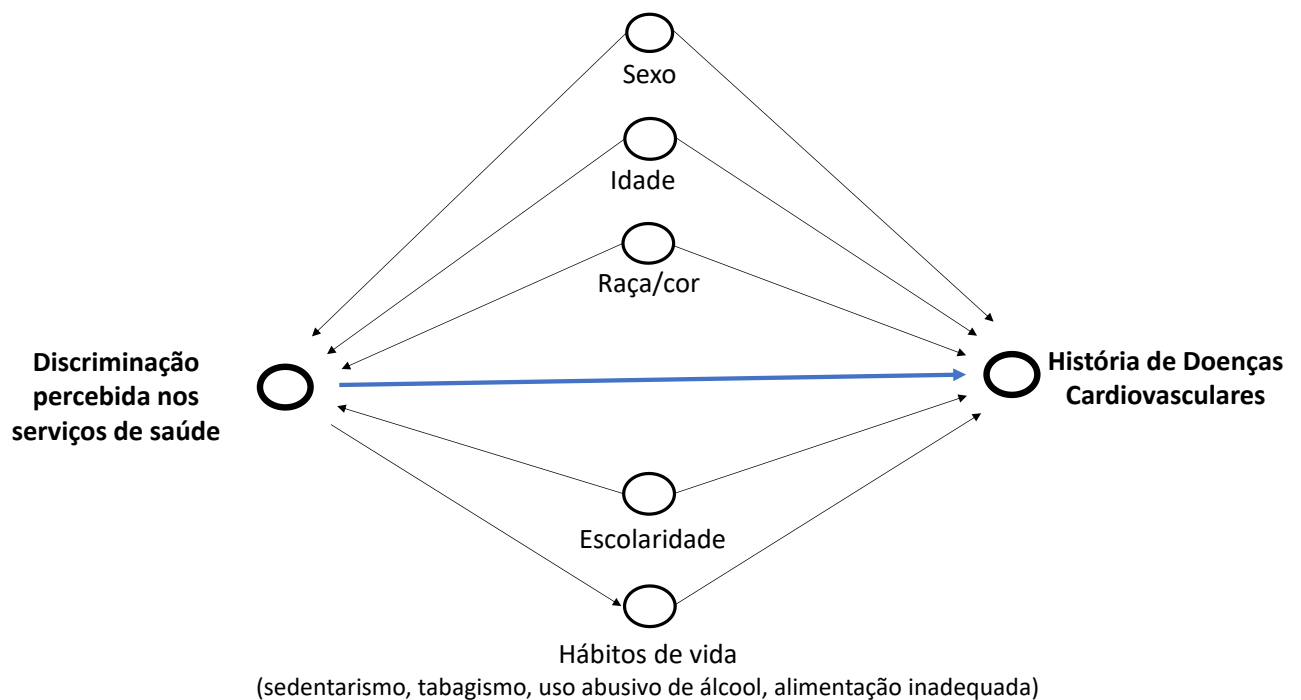 Sexo
Idade
Raça/cor
Discriminação
percebida nos
serviços de saúde
História de Doenças
Cardiovasculares
Escolaridade
Hábitos de vida
(sedentarismo, tabagismo, uso abusivo de álcool, alimentação inadequada)